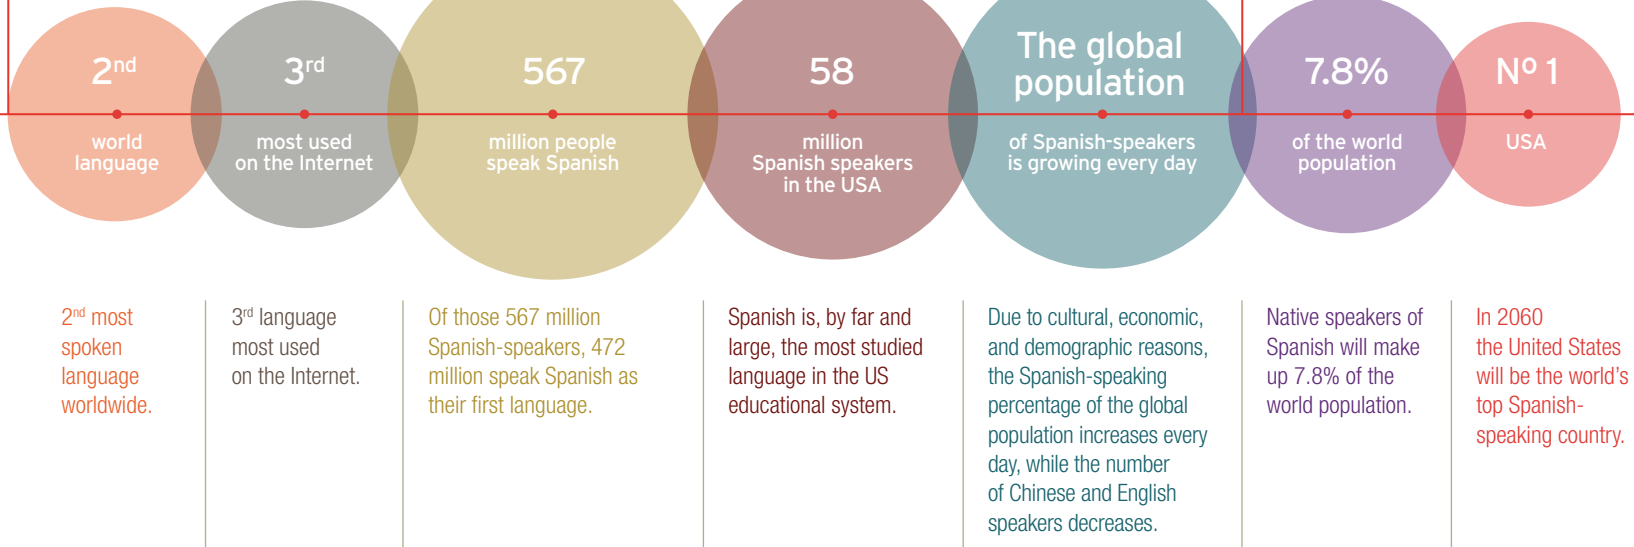 2nd
world
language
3rd
most used
on the Internet
567
million people
speak Spanish
58
million
Spanish speakers
in the USA
The global
population
of Spanish-speakers
is growing every day
7.8%
of the world
population
Nº 1
USA
2nd most
spoken
language
worldwide.
3rd language
most used
on the Internet.
Of those 567 million
Spanish-speakers, 472
million speak Spanish as
their first language.
Spanish is, by far and
large, the most studied
language in the US
educational system.
Due to cultural, economic,
and demographic reasons,
the Spanish-speaking
percentage of the global
population increases every
day, while the number
of Chinese and English
speakers decreases.
Native speakers of
Spanish will make
up 7.8% of the
world population.
In 2060
the United States
will be the world's
top Spanish-
speaking country.